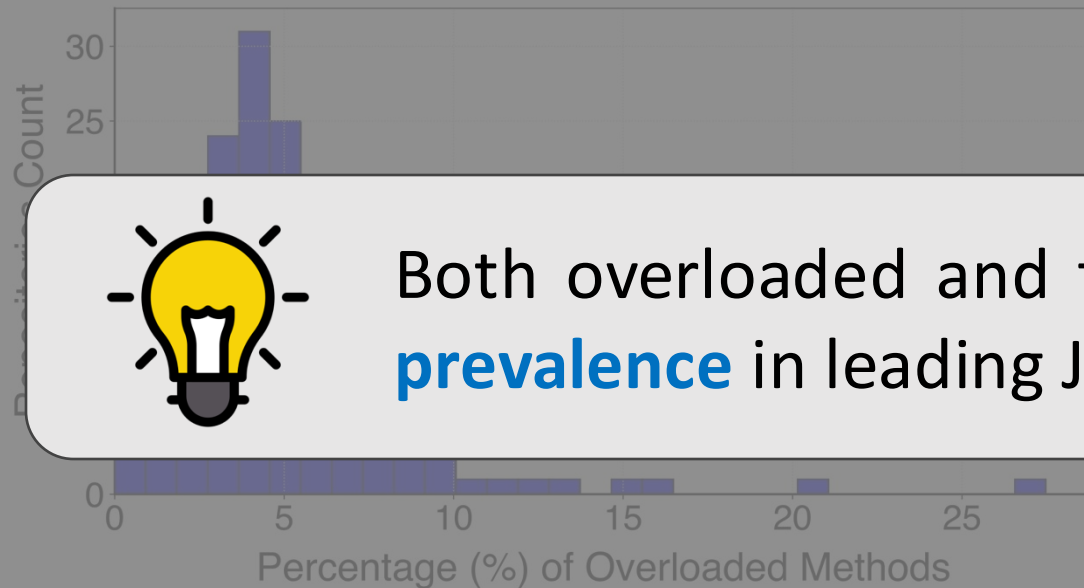 30
25
Count
Both overloaded and
prevalence in leading J
0
0 5 10 15 20 25
Percentage (%) of Overloaded Methods